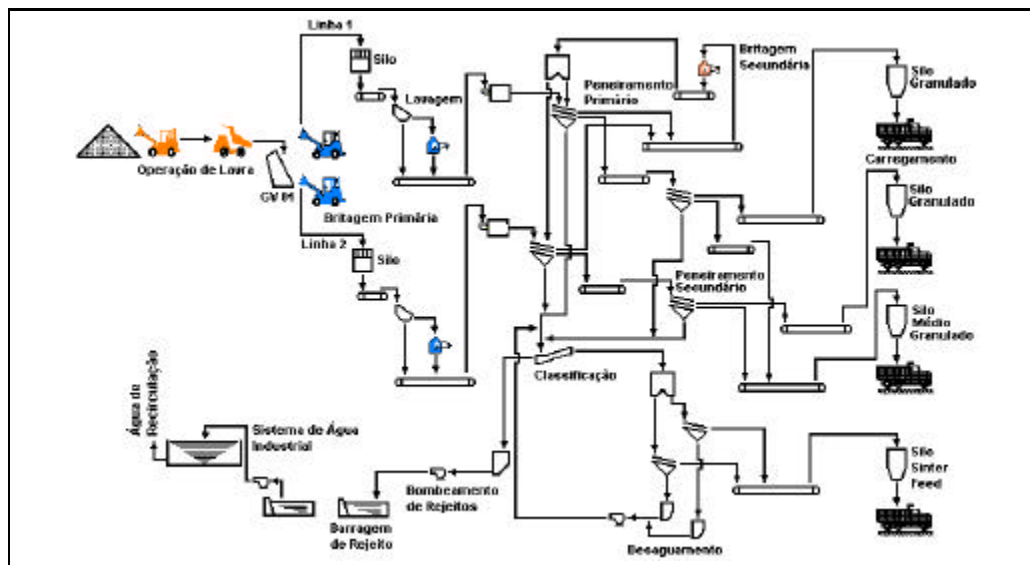 Linha 1
Silo
Lavagem
Britagem
Secundária
Peneiramento
Primário
Silo
Granulado
Carregamento
Operação de Lavra
Britagem Primária
Linha 2
Silo
Silo
Granulado
Peneiramento
Secundário
Silo
Médio
Granulado
Classificação
Água de
Recirculação
Sistema de Água
Industrial
Bombeamento
de Rejeitos
Barragem
de Rejeito
Desaguamento
Silo
Sinter
Feed